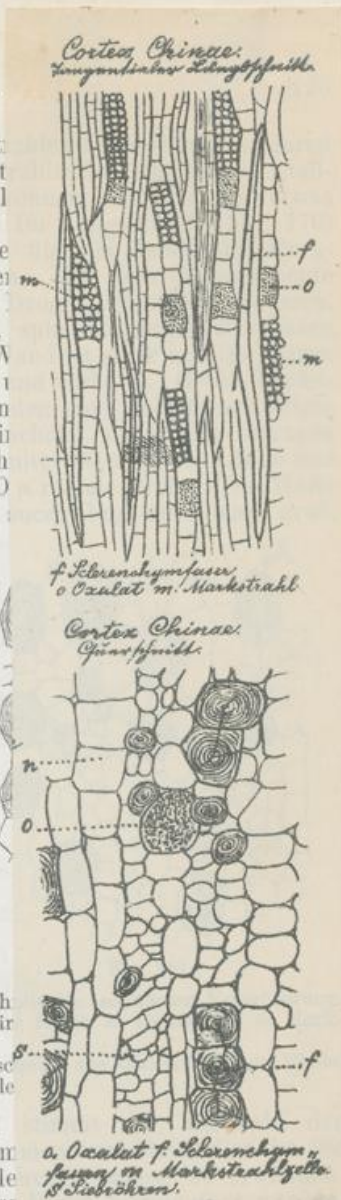 Cortex Chinae.
Tangentialer Längsschnitt.
f
m
o
m
f Sclerenchymfaser
o Oxalat m. Markstrahl
Cortex Chinae.
Querschnitt.
n
o
s
f
o Oxalat f. Sclerenchym„
fasern m Markstrahlzelle.
S Siebröhren.